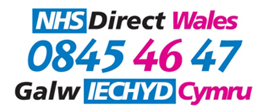 NHS Direct Wales
0845 46 47
Galw IECHYD Cymru